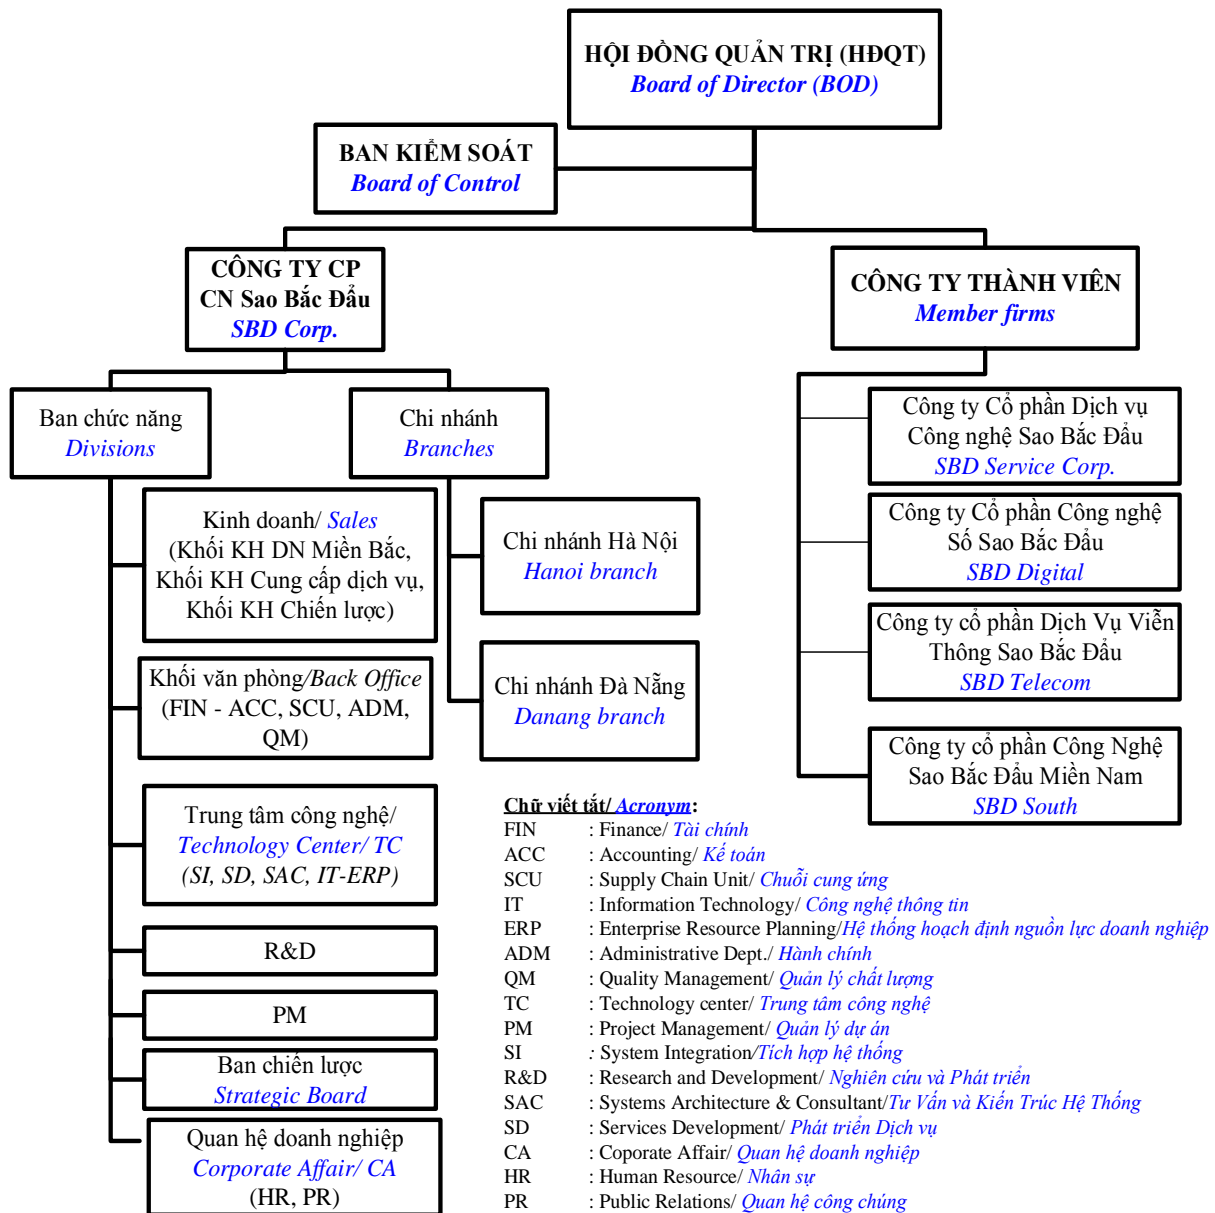 HỘI ĐỒNG QUẢN TRỊ (HĐQT)
Board of Director (BOD)
BAN KIỂM SOÁT
Board of Control
CÔNG TY CP
CN Sao Bắc Đẩu
SBD Corp.
CÔNG TY THÀNH VIÊN
Member firms
Ban chức năng
Divisions
Chi nhánh
Branches
Kinh doanh/ Sales
(Khối KH DN Miền Bắc,
Khối KH Cung cấp dịch vụ,
Khối KH Chiến lược)
Khối văn phòng/Back Office
(FIN - ACC, SCU, ADM,
QM)
Trung tâm công nghệ/
Technology Center/ TC
(SI, SD, SAC, IT-ERP)
R&D
PM
Ban chiến lược
Strategic Board
Quan hệ doanh nghiệp
Corporate Affair/ CA
(HR, PR)
Chi nhánh Hà Nội
Hanoi branch
Chi nhánh Đà Nẵng
Danang branch
Công ty Cổ phần Dịch vụ
Công nghệ Sao Bắc Đẩu
SBD Service Corp.
Công ty Cổ phần Công nghệ
Số Sao Bắc Đẩu
SBD Digital
Công ty cổ phần Dịch Vụ Viễn
Thông Sao Bắc Đẩu
SBD Telecom
Công ty cổ phần Công Nghệ
Sao Bắc Đẩu Miền Nam
SBD South
Chữ viết tắt/ Acronym:
FIN : Finance/ Tài chính
ACC : Accounting/ Kế toán
SCU : Supply Chain Unit/ Chuỗi cung ứng
IT : Information Technology/ Công nghệ thông tin
ERP : Enterprise Resource Planning/Hệ thống hoạch định nguồn lực doanh nghiệp
ADM : Administrative Dept./ Hành chính
QM : Quality Management/ Quản lý chất lượng
TC : Technology center/ Trung tâm công nghệ
PM : Project Management/ Quản lý dự án
SI : System Integration/Tích hợp hệ thống
R&D : Research and Development/ Nghiên cứu và Phát triển
SAC : Systems Architecture & Consultant/Tư Vấn và Kiến Trúc Hệ Thống
SD : Services Development/ Phát triển Dịch vụ
CA : Coporate Affair/ Quan hệ doanh nghiệp
HR : Human Resource/ Nhân sự
PR : Public Relations/ Quan hệ công chúng